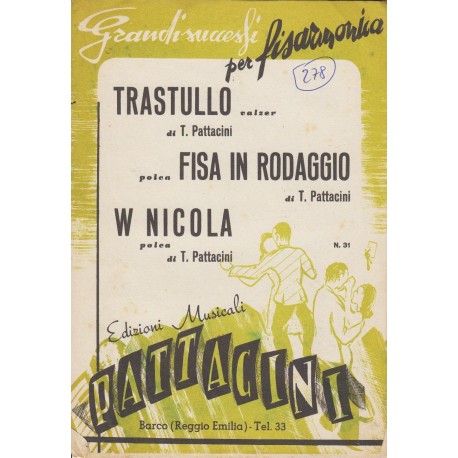 Grandi successi
per fisarmonica
278
TRASTULLO valzer
di T. Pattacini
polca FISA IN RODAGGIO
di T. Pattacini
W NICOLA
polca
di T. Pattacini
N. 31
Edizioni Musicali
PATTACINI
Barco (Reggio Emilia) - Tel. 33